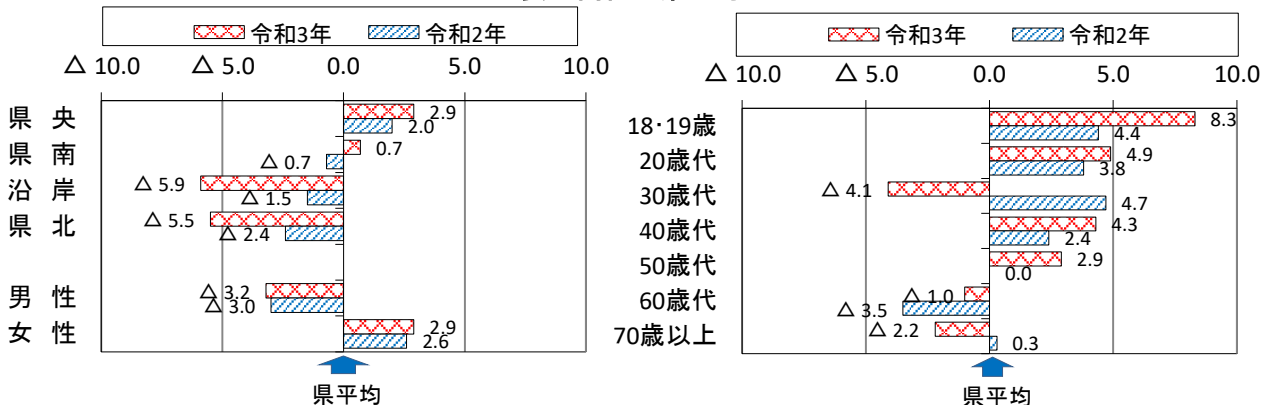 令和3年 令和2年
△ 10.0 △ 5.0 0.0 5.0 10.0
県 央 2.9
2.0
県 南 0.7
△ 0.7
沿 岸 △ 5.9
△ 1.5
県 北 △ 5.5
△ 2.4
男 性 △ 3.2
△ 3.0
女 性 2.9
2.6
県平均
令和3年 令和2年
△ 10.0 △ 5.0 0.0 5.0 10.0
18・19歳 8.3
4.4
20歳代 4.9
3.8
30歳代 △ 4.1
4.7
40歳代 4.3
2.4
50歳代 2.9
0.0
60歳代 △ 1.0
△ 3.5
70歳以上 △ 2.2
0.3
県平均